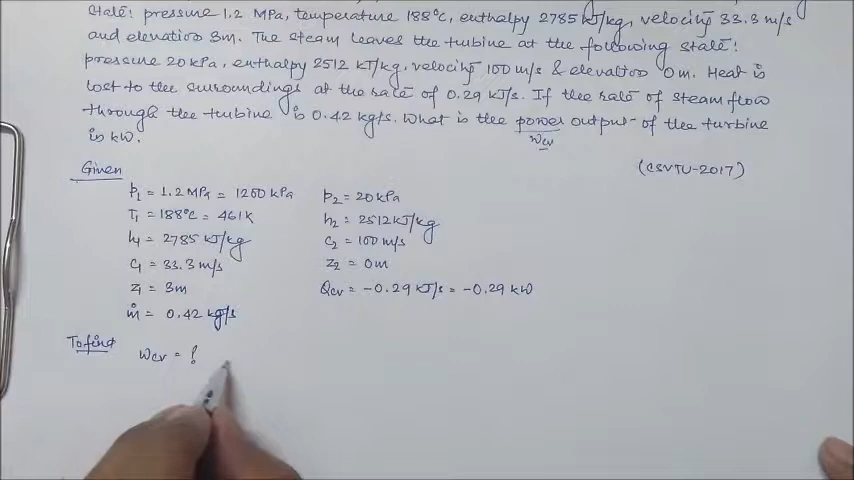 state: pressure 1.2 MPa, temperature 188°C, enthalpy 2785 kJ/kg, velocity 33.3 m/s
and elevation 3m. The steam leaves the turbine at the following state:
pressure 20 kPa, enthalpy 2512 kJ/kg, velocity 100 m/s & elevation 0 m. Heat is
lost to the surroundings at the rate of 0.29 kJ/s. If the rate of steam flow
through the turbine is 0.42 kg/s. What is the power output of the turbine
in kW.
Wcv
(CSVTU-2017)
Given
p₁ = 1.2 MPa = 1200 kPa
p₂ = 20 kPa
T₁ = 188°C = 461K
h₂ = 2512 kJ/kg
h₁ = 2785 kJ/kg
c₂ = 100 m/s
c₁ = 33.3 m/s
z₂ = 0m
z₁ = 3m
Qcv = -0.29 kJ/s = -0.29 kW
ṁ = 0.42 kg/s
To find
Wcv = ?